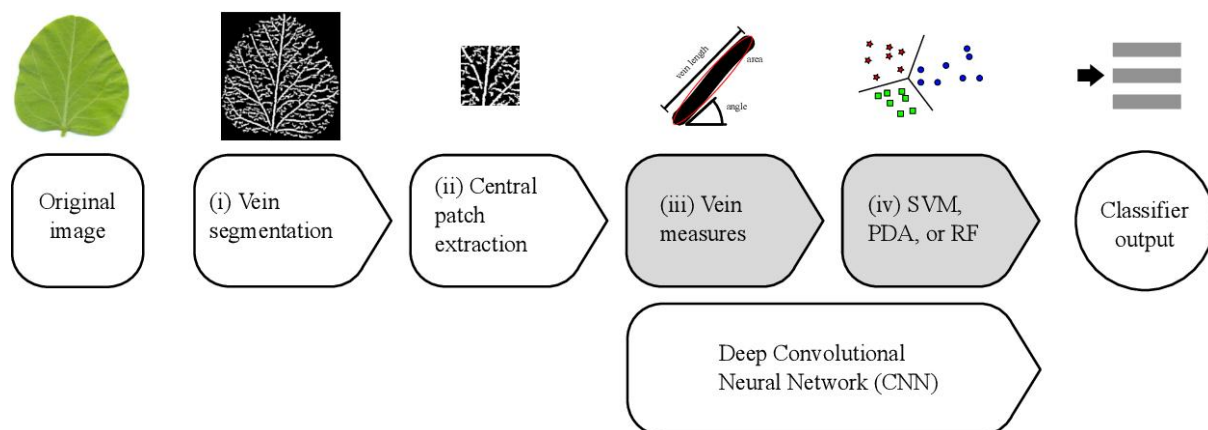 vein length
area
angle
Original
image
(i) Vein
segmentation
(ii) Central
patch
extraction
(iii) Vein
measures
(iv) SVM,
PDA, or RF
Classifier
output
Deep Convolutional
Neural Network (CNN)